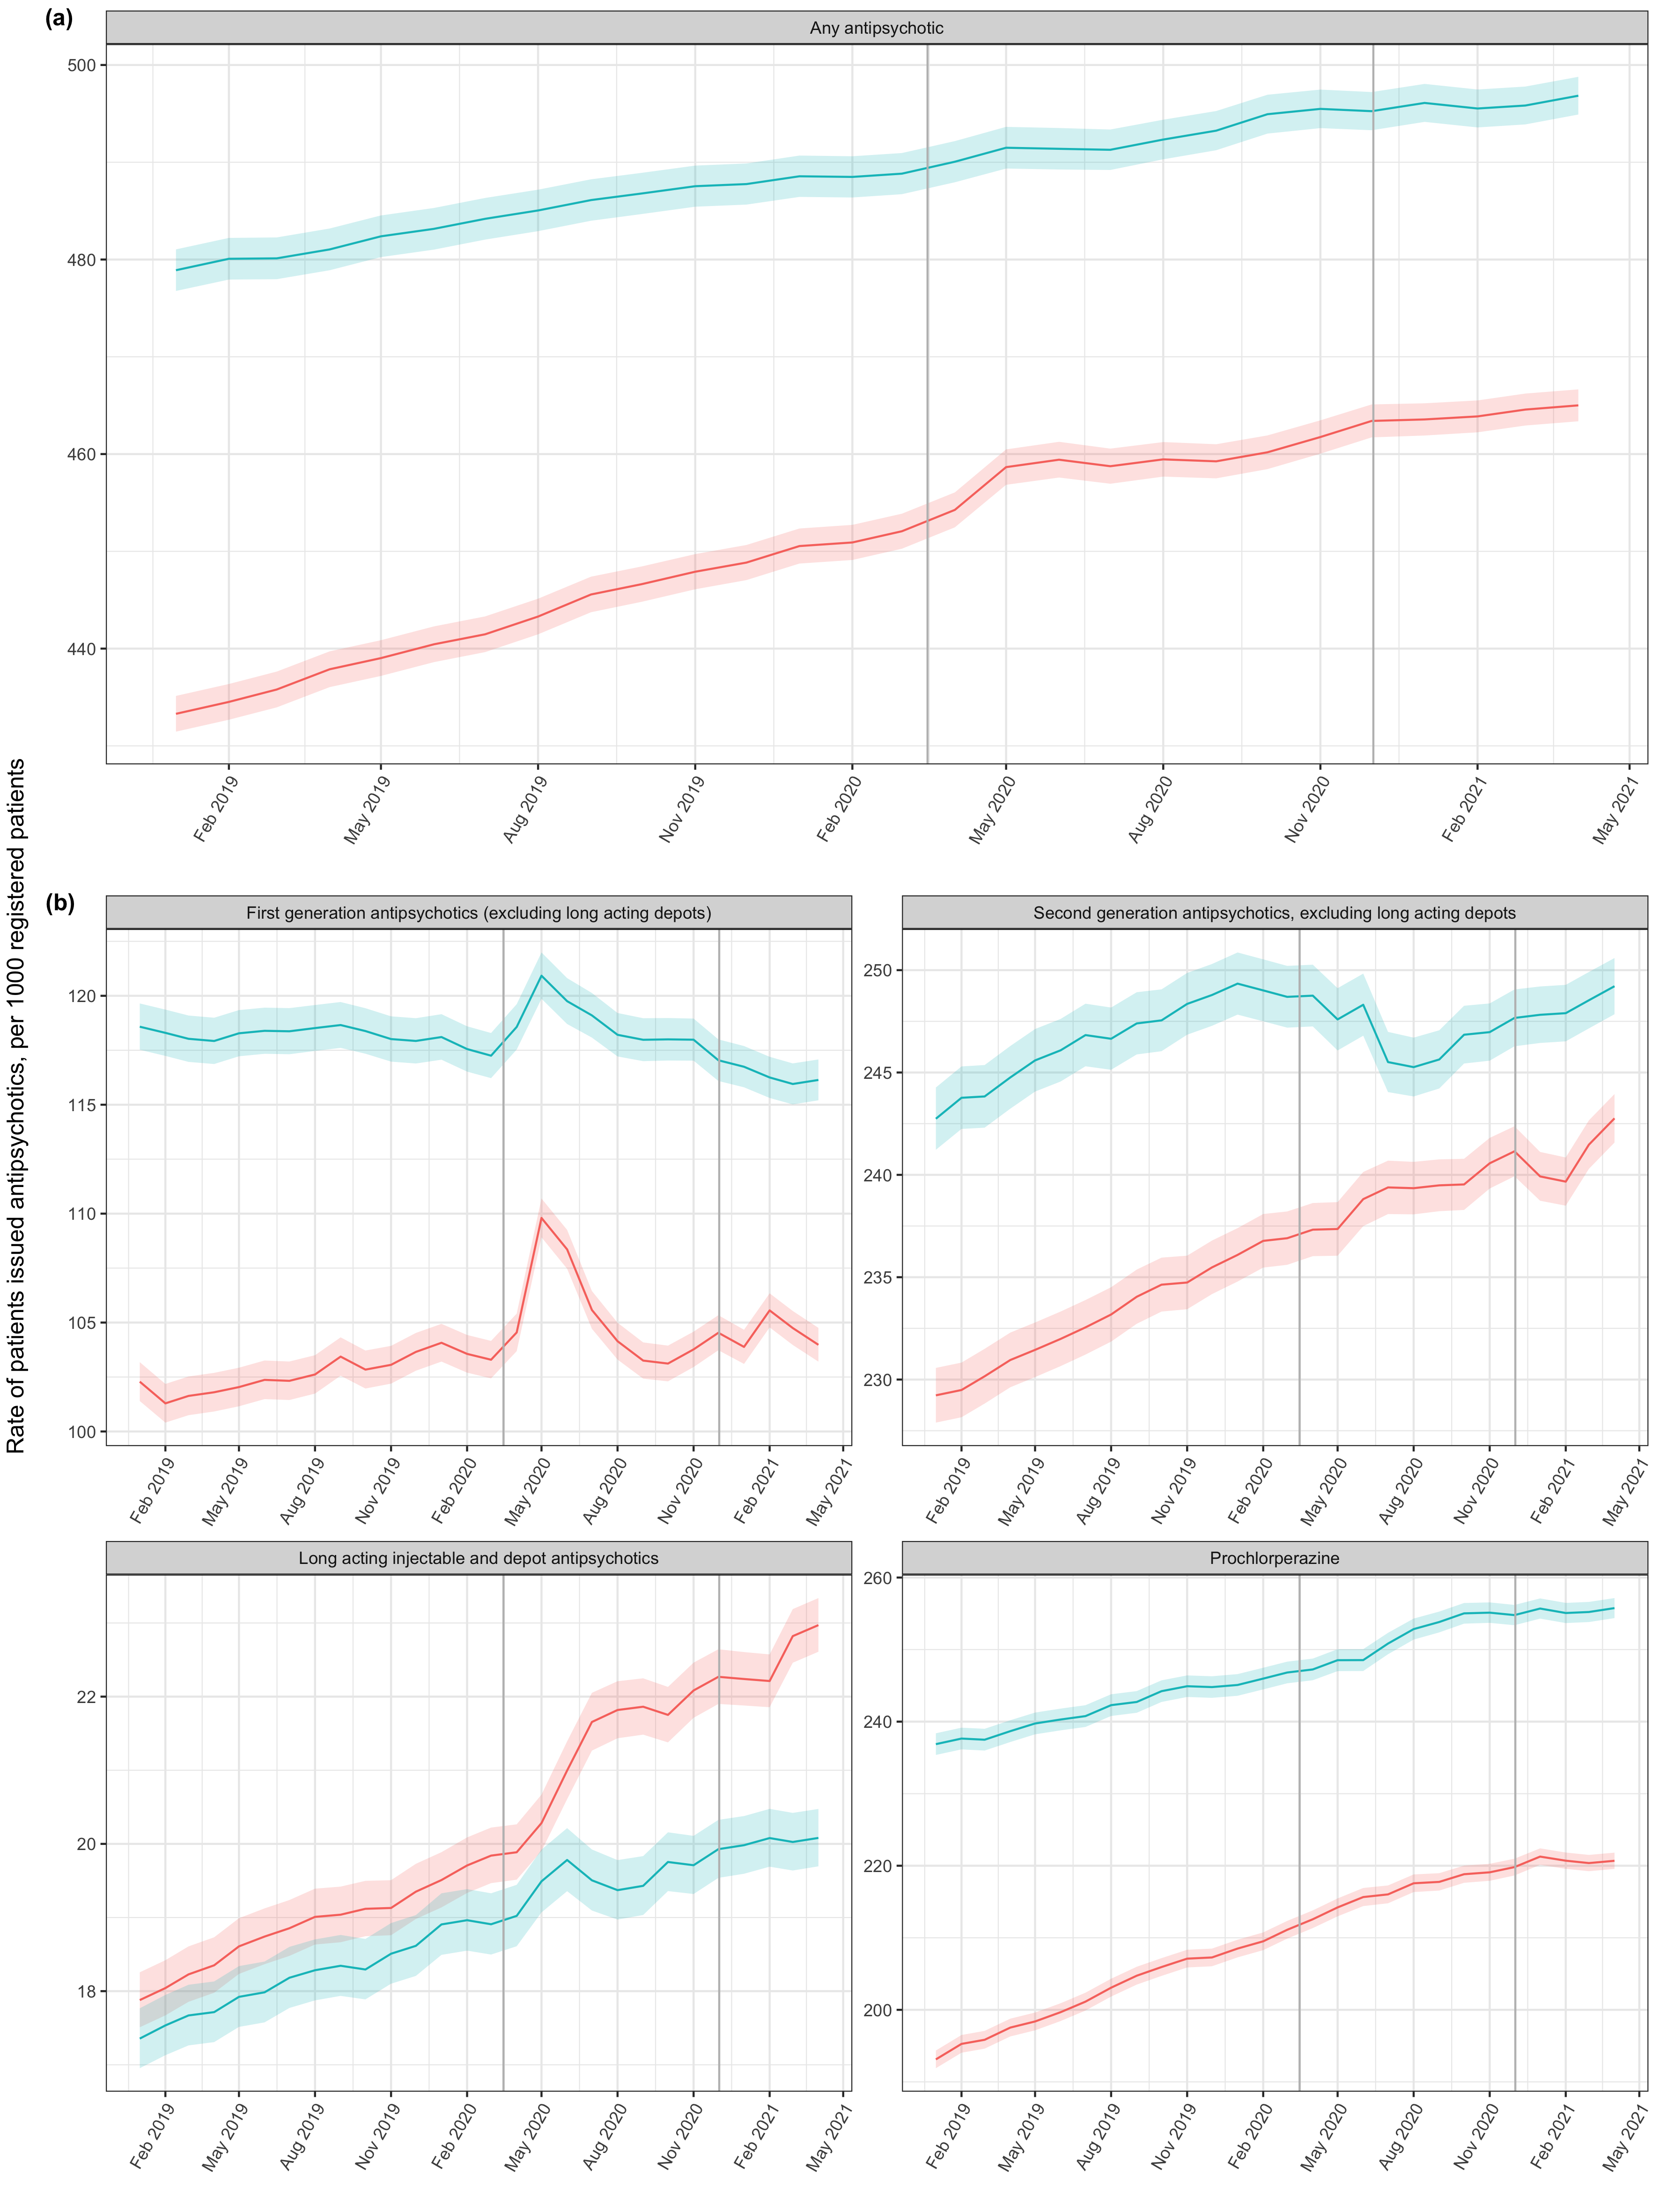 (a)
Any antipsychotic
500
480
460
440
Feb 2019
May 2019
Aug 2019
Nov 2019
Feb 2020
May 2020
Aug 2020
Nov 2020
Feb 2021
May 2021
Rate of patients issued antipsychotics, per 1000 registered patients
(b)
First generation antipsychotics (excluding long acting depots)
120
115
110
105
100
Feb 2019
May 2019
Aug 2019
Nov 2019
Feb 2020
May 2020
Aug 2020
Nov 2020
Feb 2021
May 2021
Second generation antipsychotics, excluding long acting depots
250
245
240
235
230
Feb 2019
May 2019
Aug 2019
Nov 2019
Feb 2020
May 2020
Aug 2020
Nov 2020
Feb 2021
May 2021
Long acting injectable and depot antipsychotics
22
20
18
Feb 2019
May 2019
Aug 2019
Nov 2019
Feb 2020
May 2020
Aug 2020
Nov 2020
Feb 2021
May 2021
Prochlorperazine
260
240
220
200
Feb 2019
May 2019
Aug 2019
Nov 2019
Feb 2020
May 2020
Aug 2020
Nov 2020
Feb 2021
May 2021